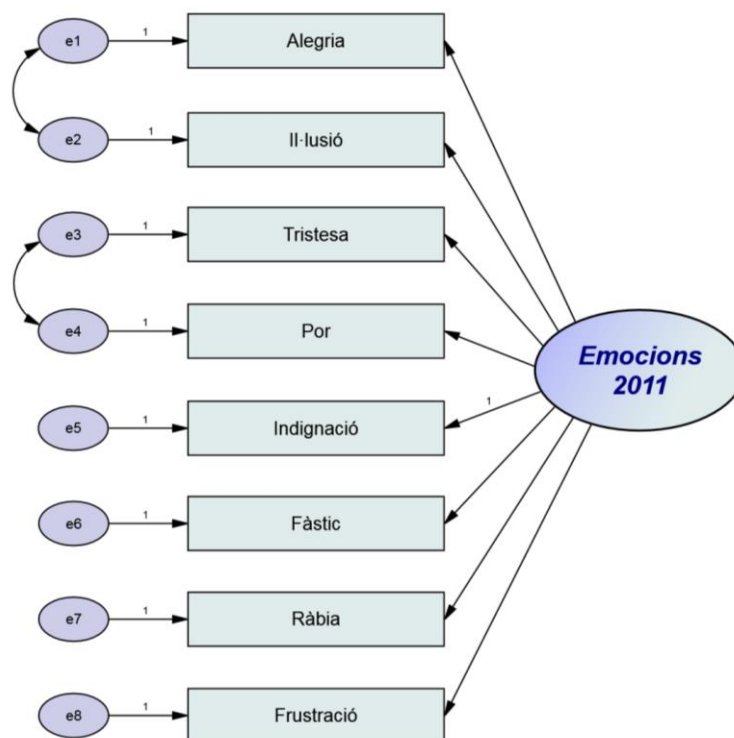 e1
1
Alegria
e2
1
Il·lusió
e3
1
Tristesa
e4
1
Por
e5
1
Indignació
1
e6
1
Fàstic
e7
1
Ràbia
e8
1
Frustració
Emocions
2011